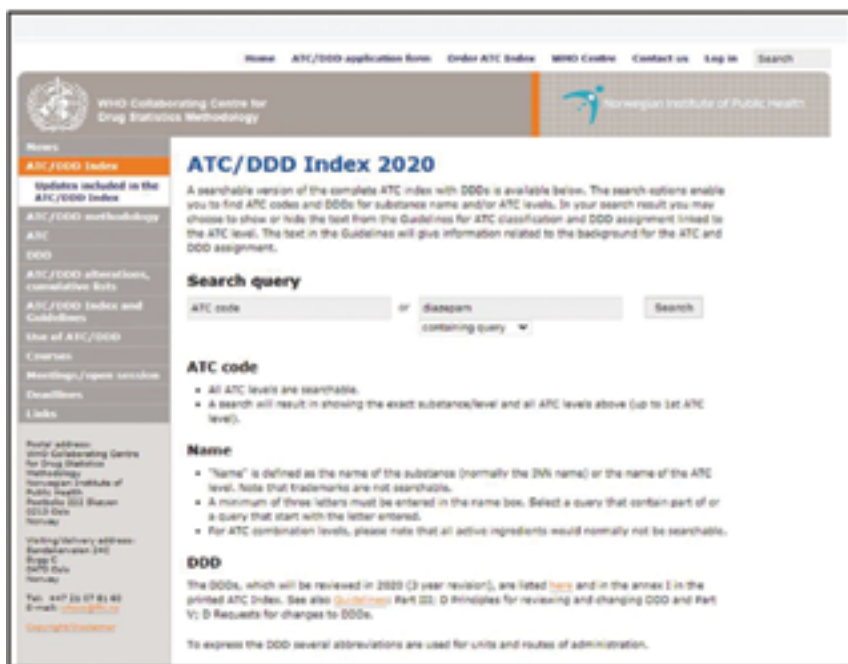 Home ATC/DDD application form Order ATC Index WHO Centre Contact us Log in Search
WHO Collaborating Centre for
Drug Statistics Methodology
Norwegian Institute of Public Health
News
ATC/DDD Index
Updates included in the
ATC/DDD Index
ATC/DDD methodology
ATC
DDD
ATC/DDD alterations,
cumulative lists
ATC/DDD Index and
Guidelines
Use of ATC/DDD
Courses
Meetings/open session
Deadlines
Links
Postal address:
WHO Collaborating Centre
for Drug Statistics
Methodology
Norwegian Institute of
Public Health
0213 Oslo
Norway
Visiting/delivery address:
0473 Oslo
Norway
E-mail:
Copyright/Disclaimer
ATC/DDD Index 2020
A searchable version of the complete ATC index with DDDs is available below. The search options enable
you to find ATC codes and DDDs for substance name and/or ATC levels. In your search result you may
choose to show or hide the text from the Guidelines for ATC classification and DDD assignment linked to
the ATC level. The text in the Guidelines will give information related to the background for the ATC and
DDD assignment.
Search query
ATC code or diazepam Search
containing query
ATC code
• All ATC levels are searchable.
• A search will result in showing the exact substance/level and all ATC levels above (up to 1st ATC
level).
Name
• "Name" is defined as the name of the substance (normally the INN name) or the name of the ATC
level. Note that trademarks are not searchable.
• A minimum of three letters must be entered in the name box. Select a query that contain part of or
a query that start with the letter entered.
• For ATC combination levels, please note that all active ingredients would normally not be searchable.
DDD
The DDDs, which will be reviewed in 2020 (3 year revision), are listed here and in the annex I in the
printed ATC Index. See also Guidelines: Part III; D Principles for reviewing and changing DDD and Part
V; D Requests for changes to DDDs.
To express the DDD several abbreviations are used for units and routes of administration.